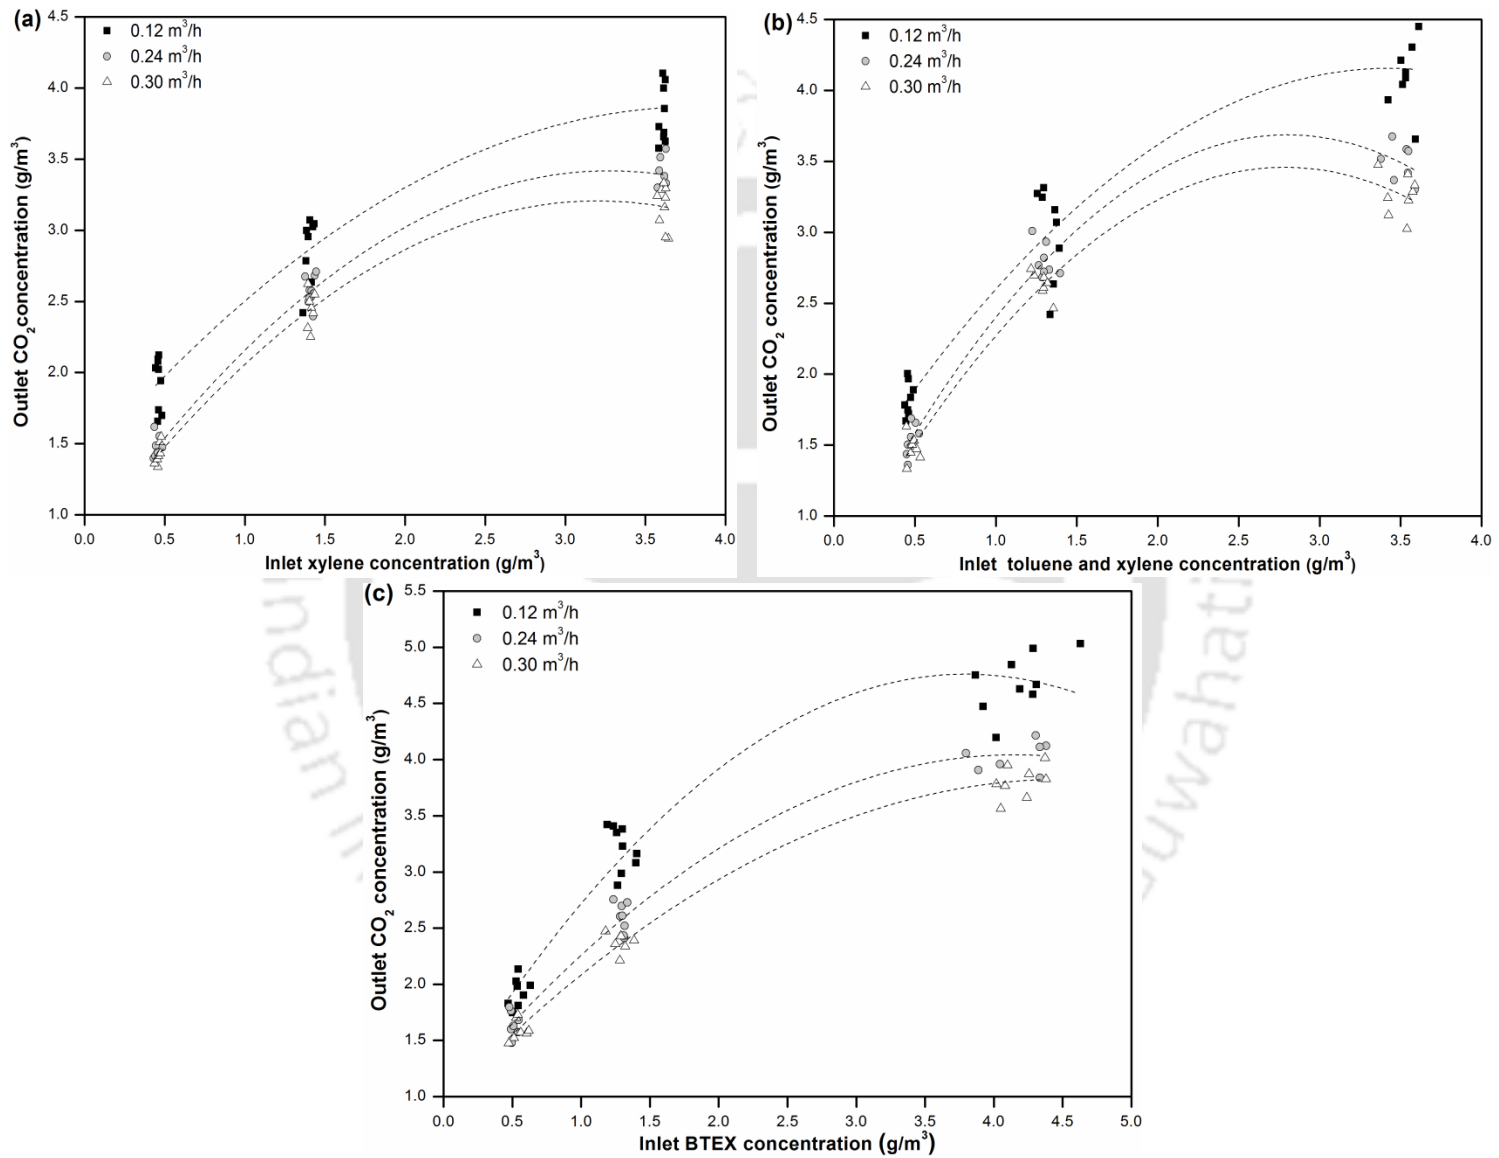 (a)
0.12 m³/h
0.24 m³/h
0.30 m³/h
4.5
4.0
3.5
3.0
2.5
2.0
1.5
1.0
Outlet CO₂concentration (g/m³)
0.0 0.5 1.0 1.5 2.0 2.5 3.0 3.5 4.0
Inlet xylene concentration (g/m³)
(b)
0.12 m³/h
0.24 m³/h
0.30 m³/h
4.5
4.0
3.5
3.0
2.5
2.0
1.5
1.0
Outlet CO₂ concentration (g/m³)
0.0 0.5 1.0 1.5 2.0 2.5 3.0 3.5 4.0
Inlet toluene and xylene concentration (g/m³)
(c)
0.12 m³/h
0.24 m³/h
0.30 m³/h
5.5
5.0
4.5
4.0
3.5
3.0
2.5
2.0
1.5
1.0
Outlet CO₂ concentration (g/m³)
0.0 0.5 1.0 1.5 2.0 2.5 3.0 3.5 4.0 4.5 5.0
Inlet BTEX concentration (g/m³)
Indian In
uwahati